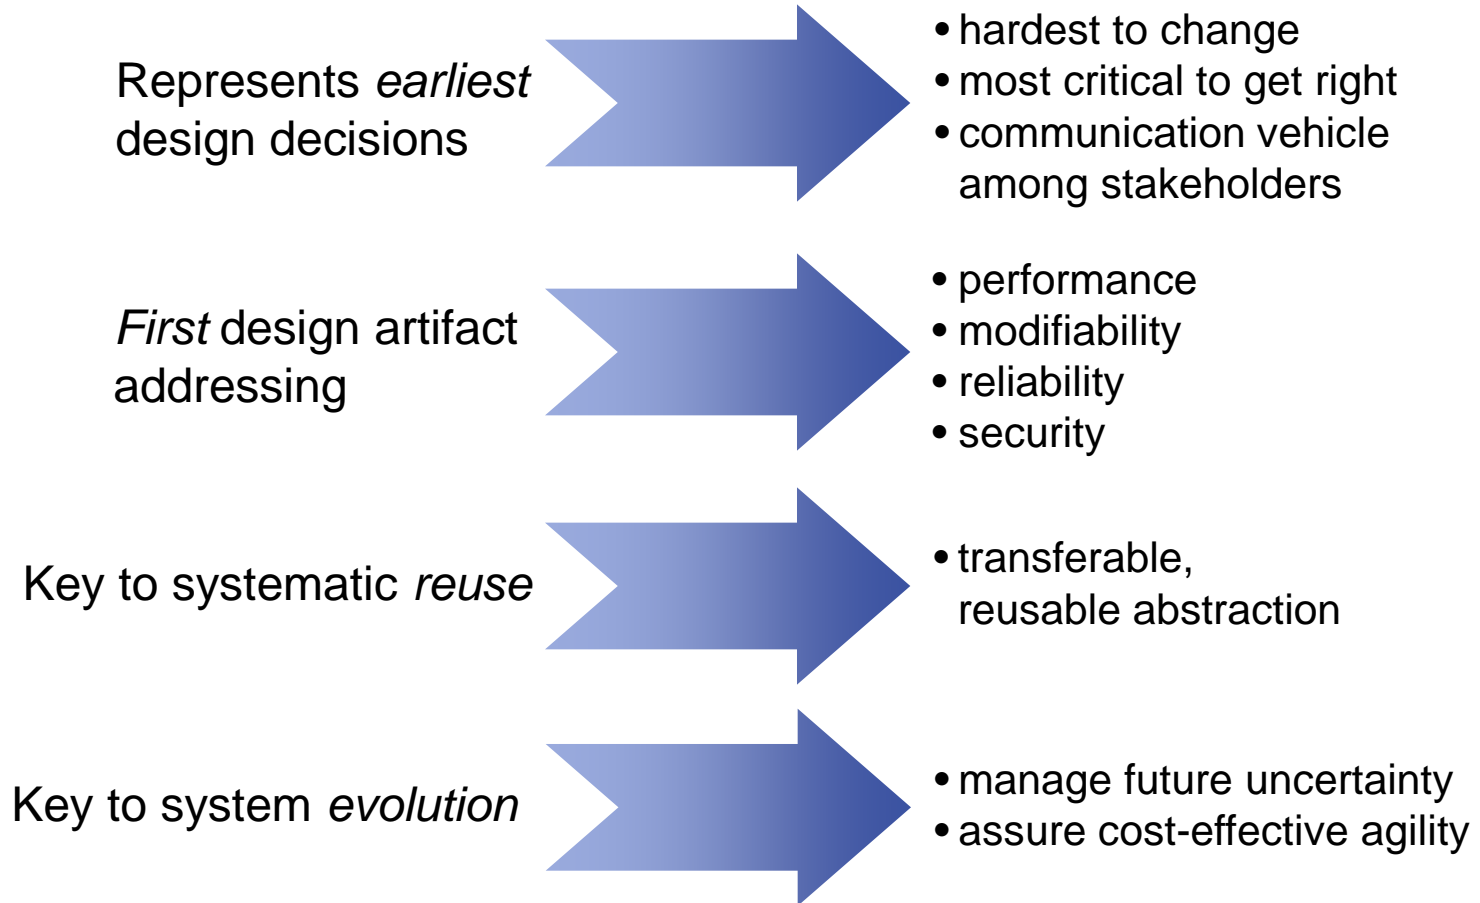 Represents earliest
design decisions
• hardest to change
• most critical to get right
• communication vehicle
among stakeholders
First design artifact
addressing
• performance
• modifiability
• reliability
• security
Key to systematic reuse
• transferable,
reusable abstraction
Key to system evolution
• manage future uncertainty
• assure cost-effective agility